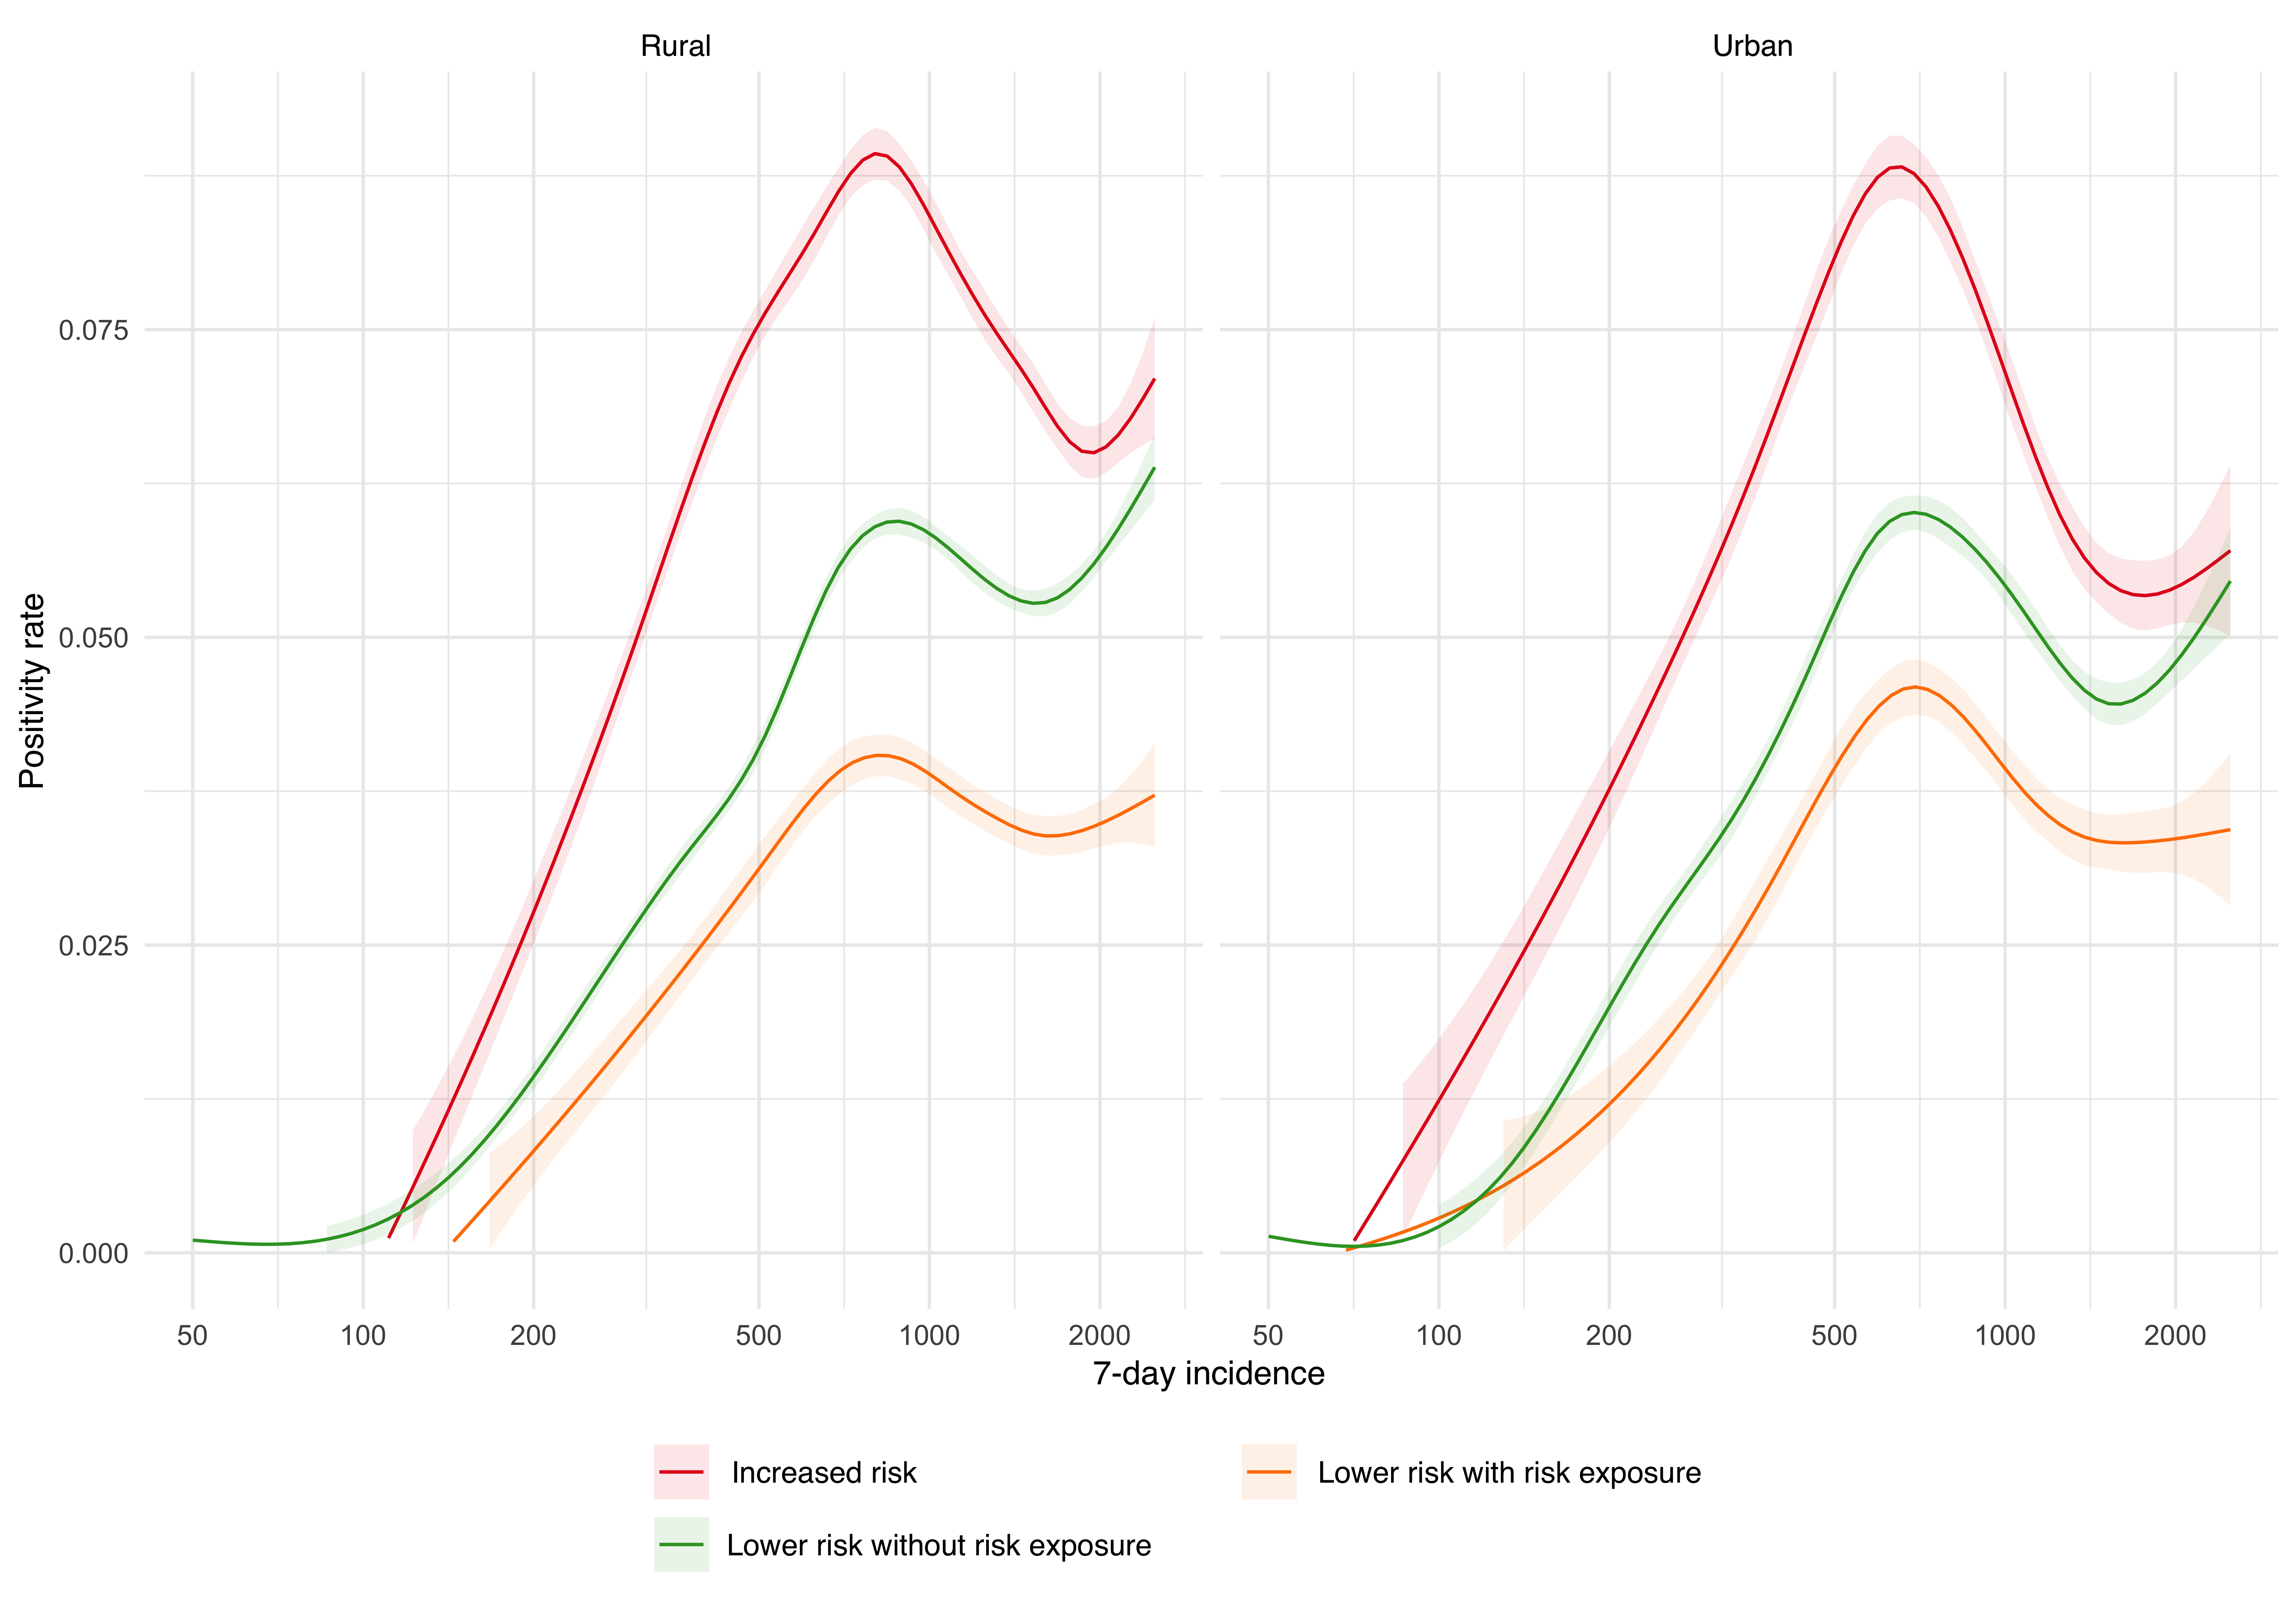 Rural Urban
0.075
0.050
0.025
0.000
Positivity rate
50 100 200 500 1000 2000 50 100 200 500 1000 2000
7-day incidence
Increased risk Lower risk with risk exposure
Lower risk without risk exposure